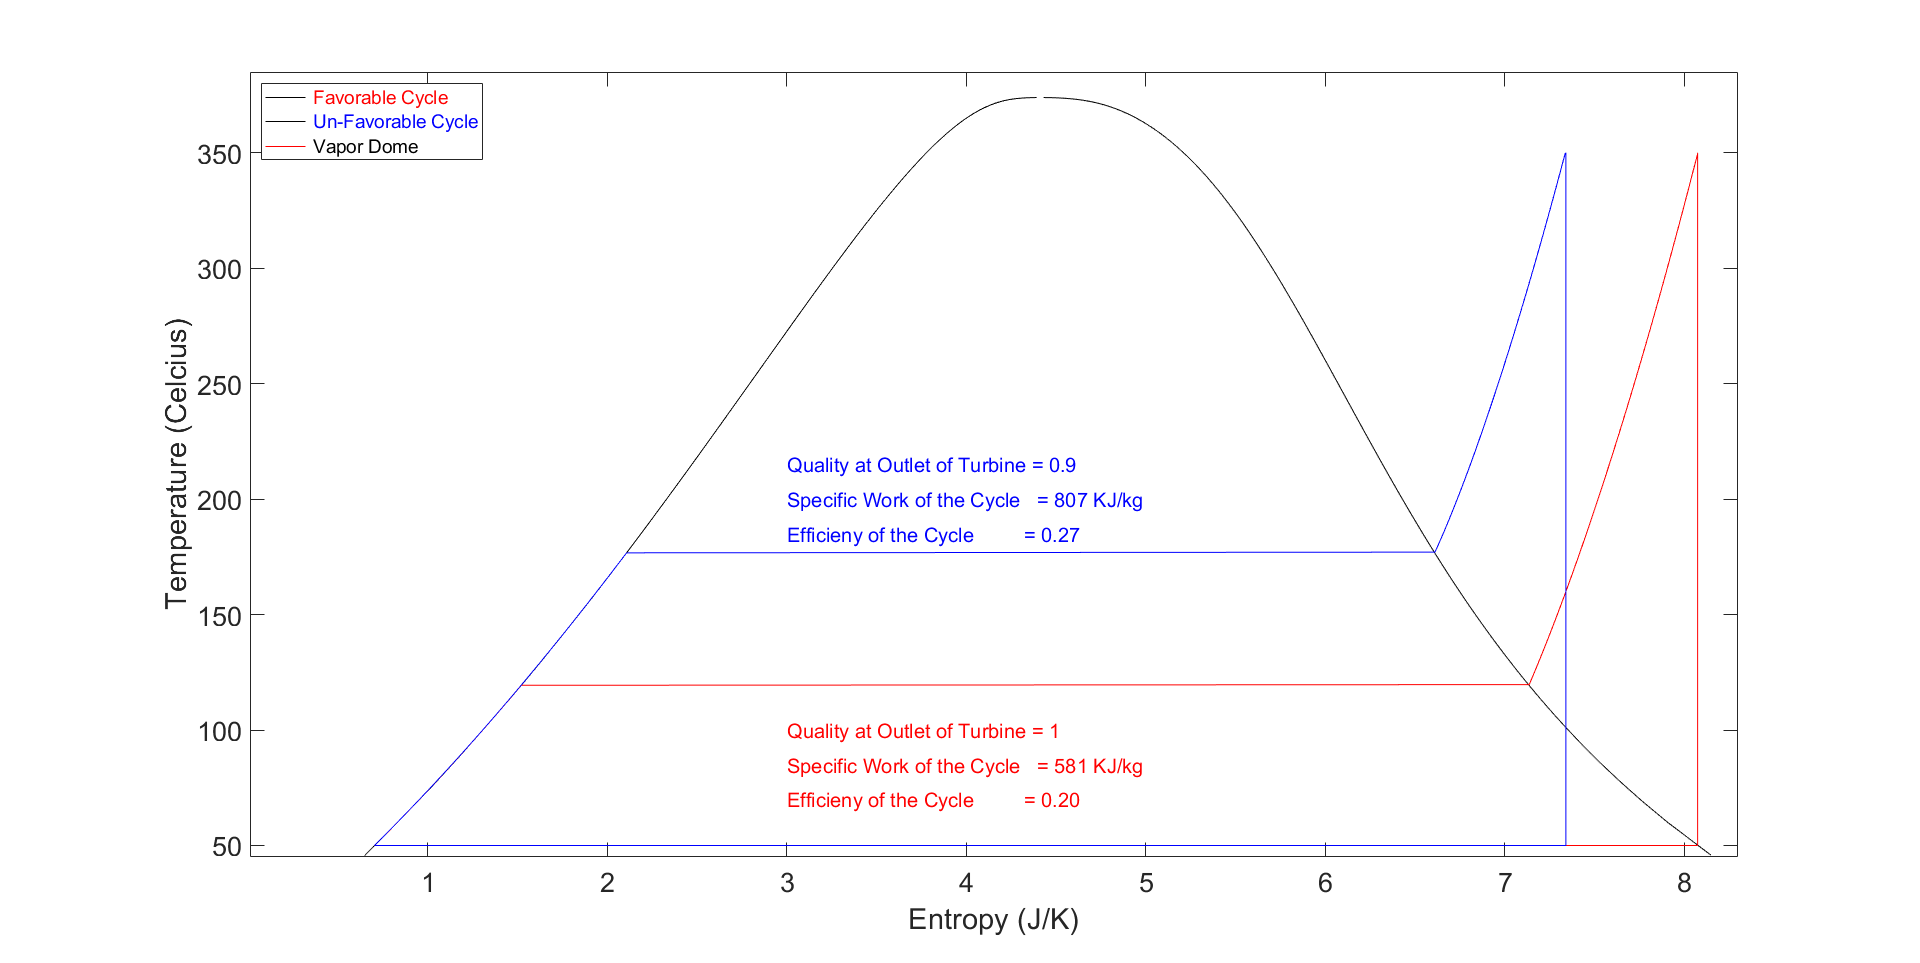 Favorable Cycle
Un-Favorable Cycle
Vapor Dome
350
300
250
200
150
100
50
Temperature (Celcius)
Quality at Outlet of Turbine = 0.9
Specific Work of the Cycle = 807 KJ/kg
Efficieny of the Cycle = 0.27
Quality at Outlet of Turbine = 1
Specific Work of the Cycle = 581 KJ/kg
Efficieny of the Cycle = 0.20
1 2 3 4 5 6 7 8
Entropy (J/K)